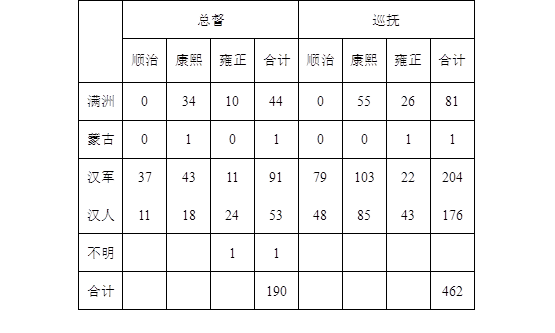 总督 巡抚
顺治 康熙 雍正 合计 顺治 康熙 雍正 合计
满洲 0 34 10 44 0 55 26 81
蒙古 0 1 0 1 0 0 1 1
汉军 37 43 11 91 79 103 22 204
汉人 11 18 24 53 48 85 43 176
不明 1 1
合计 190 462